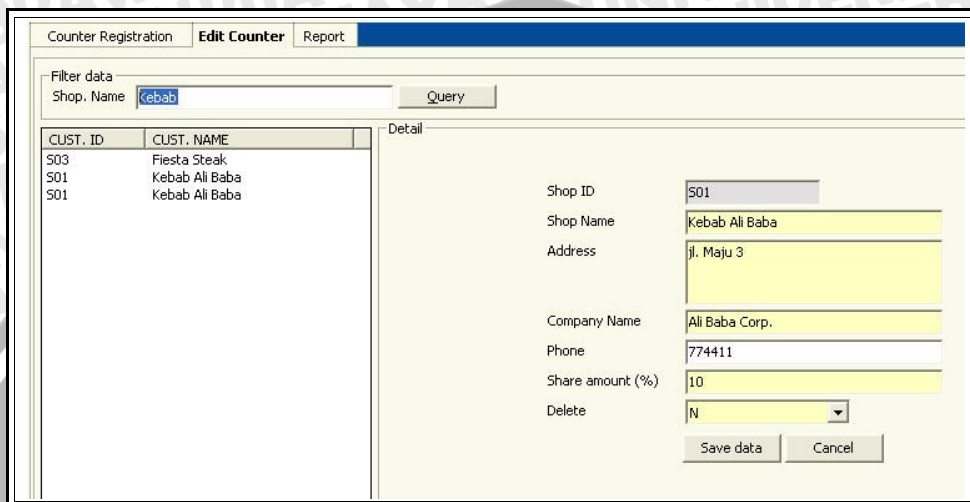 Counter Registration Edit Counter Report
Filter data
Shop. Name Kebab Query
CUST. ID CUST. NAME
S03 Fiesta Steak
S01 Kebab Ali Baba
S01 Kebab Ali Baba
Detail
Shop ID S01
Shop Name Kebab Ali Baba
Address jl. Maju 3
Company Name Ali Baba Corp.
Phone 774411
Share amount (%) 10
Delete N
Save data Cancel